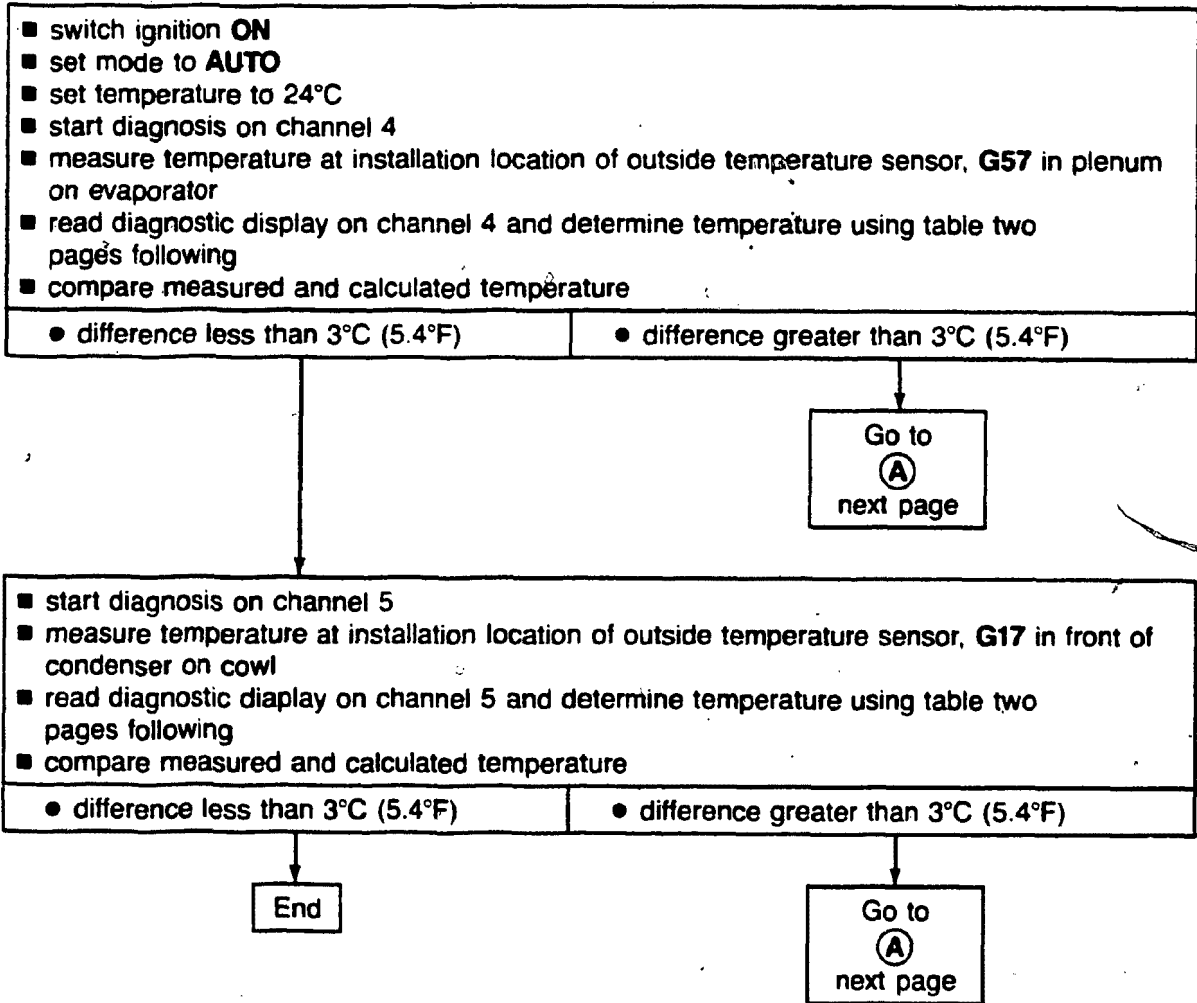 ■ switch ignition ON
■ set mode to AUTO
■ set temperature to 24°C
■ start diagnosis on channel 4
■ measure temperature at installation location of outside temperature sensor, G57 in plenum
on evaporator
■ read diagnostic display on channel 4 and determine temperature using table two
pages following
■ compare measured and calculated temperature
● difference less than 3°C (5.4°F)
● difference greater than 3°C (5.4°F)
Go to
A
next page
■ start diagnosis on channel 5
■ measure temperature at installation location of outside temperature sensor, G17 in front of
condenser on cowl
■ read diagnostic diaplay on channel 5 and determine temperature using table two
pages following
■ compare measured and calculated temperature
● difference less than 3°C (5.4°F)
● difference greater than 3°C (5.4°F)
End
Go to
A
next page